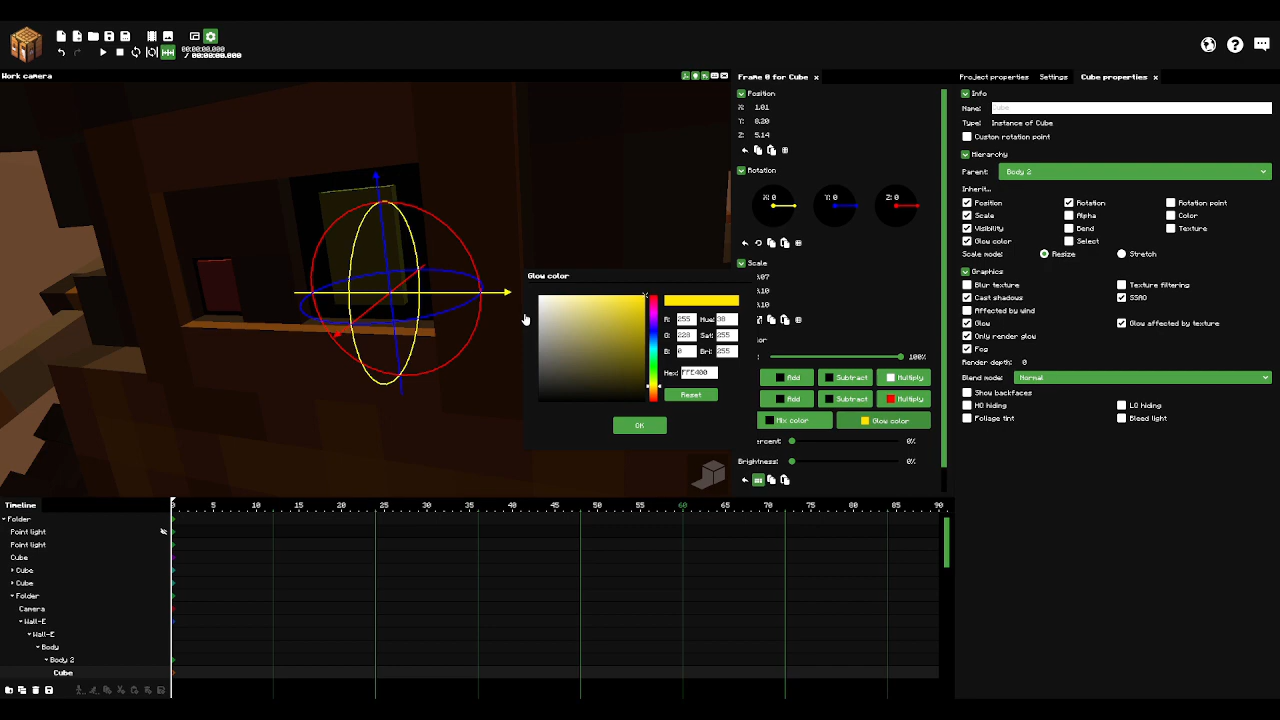 00:00:00.000
/ 00:00:00.000
Work camera
Frame 0 for Cube
Position
X: 1.01
Y: 8.20
Z: 5.14
Rotation
X: 0
Y: 0
Z: 0
Scale
.07
.10
.10
100%
Add Subtract Multiply
Add Subtract Multiply
Mix color Glow color
ercent: 0%
Brightness: 0%
Glow color
R: 255 Hue: 38
G: 228 Sat: 255
B: 0 Bri: 255
Hex: FFE400
Reset
OK
Project properties Settings Cube properties
Info
Name: Cube
Type: Instance of Cube
Custom rotation point
Hierarchy
Parent: Body 2
Inherit...
Position Rotation Rotation point
Scale Alpha Color
Visibility Bend Texture
Glow color Select
Scale mode: Resize Stretch
Graphics
Blur texture Texture filtering
Cast shadows SSAO
Affected by wind
Glow Glow affected by texture
Only render glow
Fog
Render depth: 0
Blend mode: Normal
Show backfaces
HQ hiding LQ hiding
Foliage tint Bleed light
Timeline
0 5 10 15 20 25 30 35 40 45 50 55 60 65 70 75 80 85 90
Folder
Point light
Point light
Cube
Cube
Cube
Folder
Camera
Wall-E
Wall-E
Body
Body 2
Cube